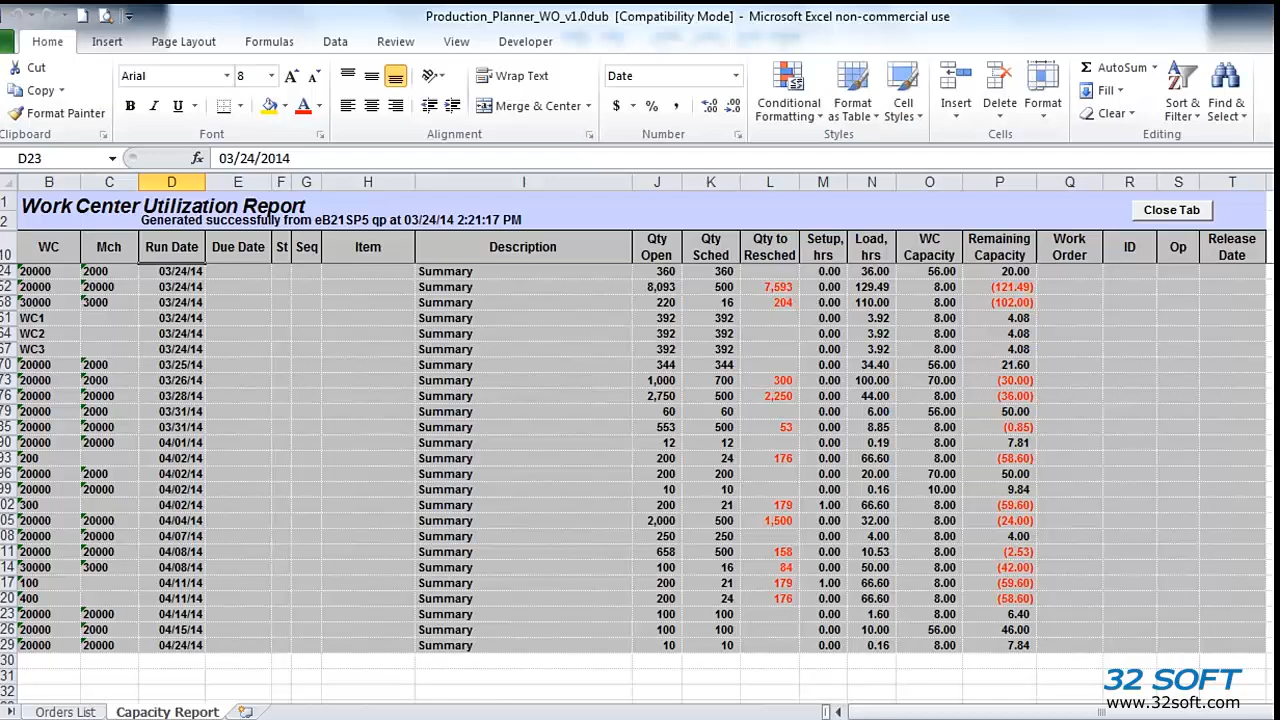 Production_Planner_WO_v1.0dub [Compatibility Mode] - Microsoft Excel non-commercial use
Home Insert Page Layout Formulas Data Review View Developer
Cut
Copy
Format Painter
Clipboard
Arial 8
B I U
Font
Wrap Text
Merge & Center
Alignment
Date
$ % ,
Number
Conditional Formatting
Format as Table
Cell Styles
Styles
Insert Delete Format
Cells
AutoSum
Fill
Clear
Sort & Filter
Find & Select
Editing
D23 fx 03/24/2014
B C D E F G H I J K L M N O P Q R S T
1 Work Center Utilization Report
2 Generated successfully from eB21SP5 qp at 03/24/14 2:21:17 PM
Close Tab
10 WC Mch Run Date Due Date St Seq Item Description Qty Open Qty Sched Qty to Resched Setup, hrs Load, hrs WC Capacity Remaining Capacity Work Order ID Op Release Date
24 20000 2000 03/24/14 Summary 360 360 0.00 36.00 56.00 20.00
52 20000 20000 03/24/14 Summary 8,093 500 7,593 0.00 129.49 8.00 (121.49)
58 30000 3000 03/24/14 Summary 220 16 204 0.00 110.00 8.00 (102.00)
61 WC1 03/24/14 Summary 392 392 0.00 3.92 8.00 4.08
64 WC2 03/24/14 Summary 392 392 0.00 3.92 8.00 4.08
67 WC3 03/24/14 Summary 392 392 0.00 3.92 8.00 4.08
70 20000 2000 03/25/14 Summary 344 344 0.00 34.40 56.00 21.60
73 20000 2000 03/26/14 Summary 1,000 700 300 0.00 100.00 70.00 (30.00)
76 20000 20000 03/28/14 Summary 2,750 500 2,250 0.00 44.00 8.00 (36.00)
79 20000 2000 03/31/14 Summary 60 60 0.00 6.00 56.00 50.00
85 20000 20000 03/31/14 Summary 553 500 53 0.00 8.85 8.00 (0.85)
90 20000 20000 04/01/14 Summary 12 12 0.00 0.19 8.00 7.81
93 200 04/02/14 Summary 200 24 176 0.00 66.60 8.00 (58.60)
96 20000 2000 04/02/14 Summary 200 200 0.00 20.00 70.00 50.00
99 20000 20000 04/02/14 Summary 10 10 0.00 0.16 10.00 9.84
02 300 04/02/14 Summary 200 21 179 1.00 66.60 8.00 (59.60)
05 20000 20000 04/04/14 Summary 2,000 500 1,500 0.00 32.00 8.00 (24.00)
08 20000 20000 04/07/14 Summary 250 250 0.00 4.00 8.00 4.00
11 20000 20000 04/08/14 Summary 658 500 158 0.00 10.53 8.00 (2.53)
14 30000 3000 04/08/14 Summary 100 16 84 0.00 50.00 8.00 (42.00)
17 100 04/11/14 Summary 200 21 179 1.00 66.60 8.00 (59.60)
20 400 04/11/14 Summary 200 24 176 0.00 66.60 8.00 (58.60)
23 20000 20000 04/14/14 Summary 100 100 0.00 1.60 8.00 6.40
26 20000 2000 04/15/14 Summary 100 100 0.00 10.00 56.00 46.00
29 20000 20000 04/24/14 Summary 10 10 0.00 0.16 8.00 7.84
30
31
32
32 SOFT
www.32soft.com
Orders List Capacity Report